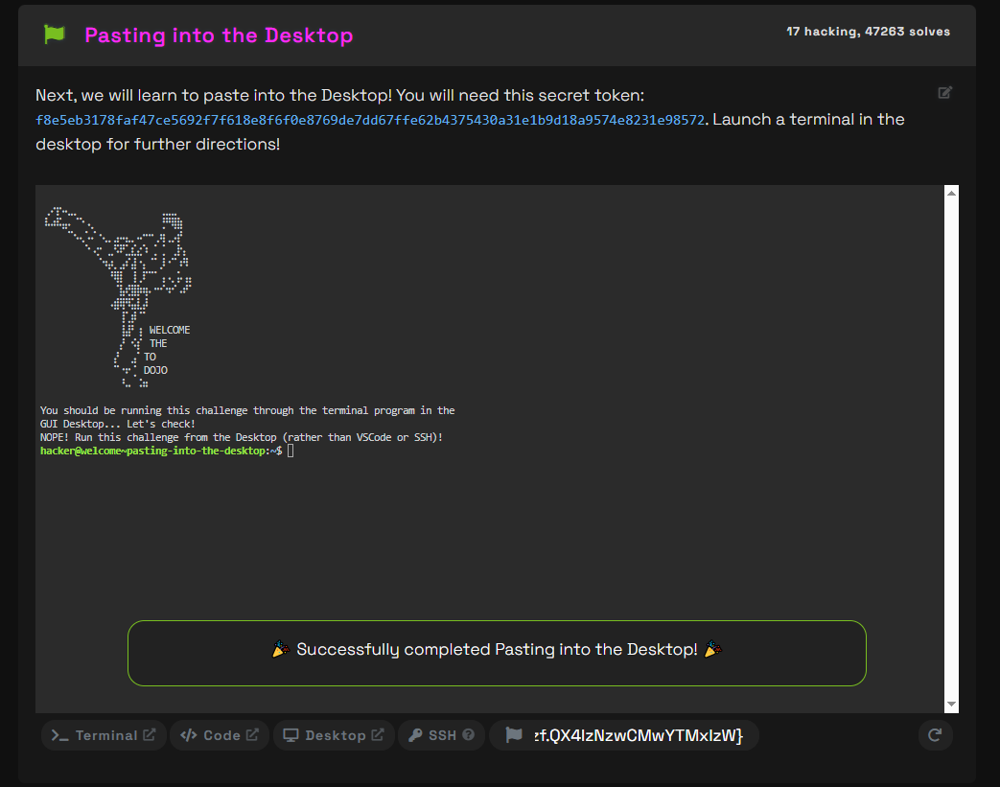 Pasting into the Desktop
17 hacking, 47263 solves
Next, we will learn to paste into the Desktop! You will need this secret token:
f8e5eb3178faf47ce5692f7f618e8f6f0e8769de7dd67ffe62b4375430a31e1b9d18a9574e8231e98572. Launch a terminal in the
desktop for further directions!
WELCOME
THE
TO
DOJO
You should be running this challenge through the terminal program in the
GUI Desktop... Let's check!
NOPE! Run this challenge from the Desktop (rather than VSCode or SSH)!
hacker@welcome~pasting-into-the-desktop:~$
🎉 Successfully completed Pasting into the Desktop! 🎉
Terminal
Code
Desktop
SSH
zf.QX4IzNzwCMwYTMxIzW}